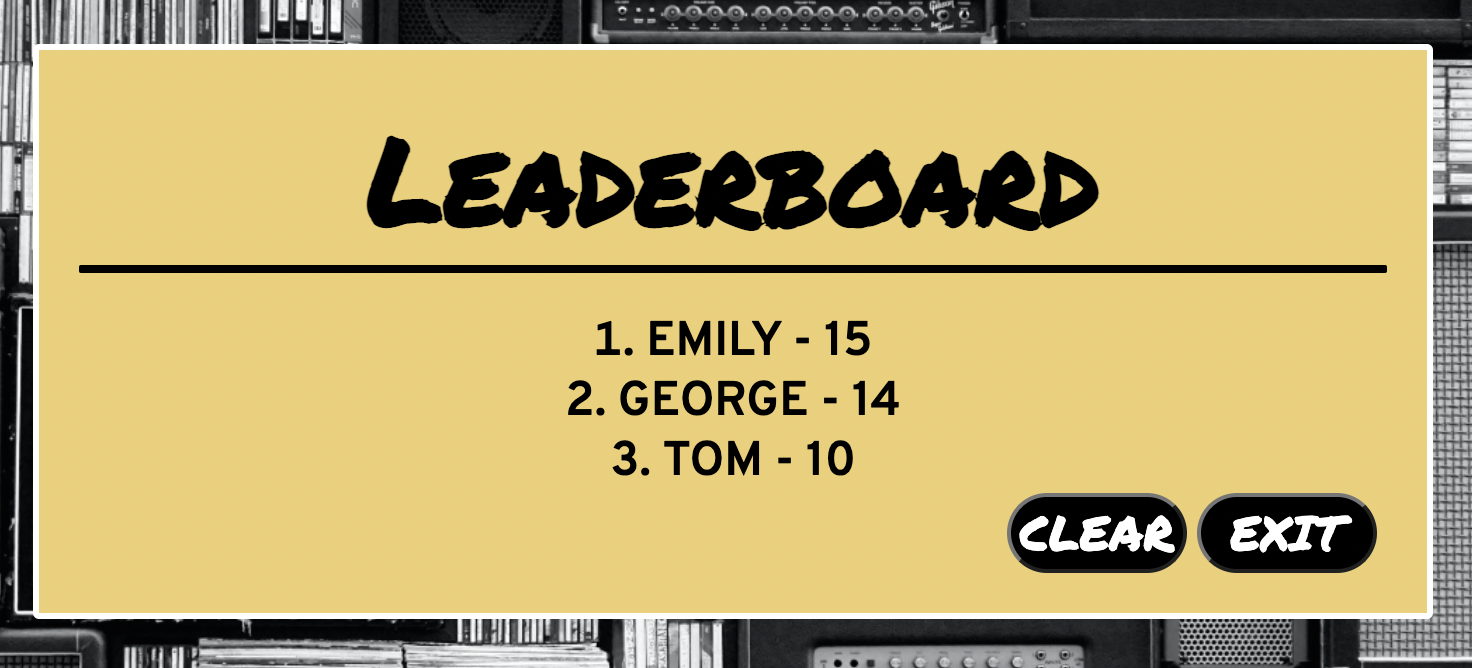 Leaderboard
1. EMILY - 15
2. GEORGE - 14
3. TOM - 10
CLEAR EXIT